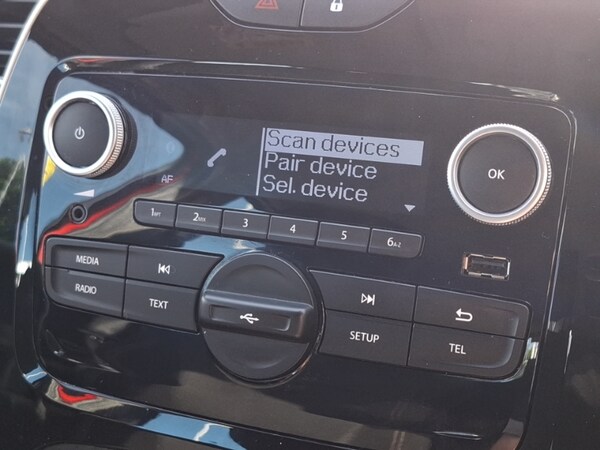 Scan devices
Pair device
Sel. device
AF
OK
1
2
3
4
5
6 A-Z
MEDIA
RADIO
TEXT
SETUP
TEL